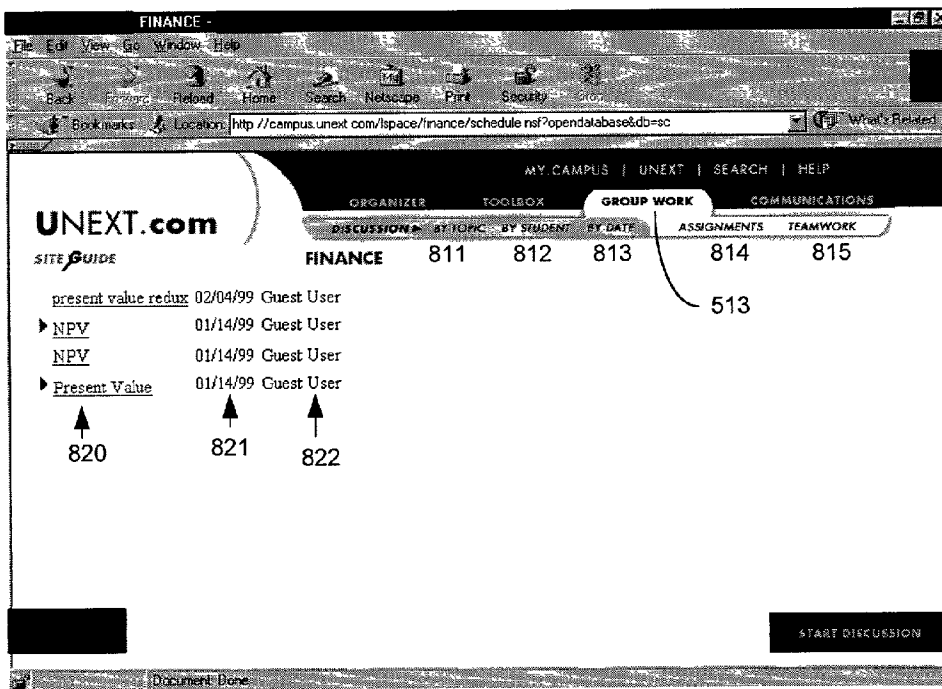 FINANCE -
File Edit View Go Window Help
Back Forward Reload Home Search Netscape Print Security Stop
Bookmarks Location: http //campus.unext com/lspace/finance/schedule nsf?opendatabase&db=sc What's Related
MY.CAMPUS | UNEXT | SEARCH | HELP
ORGANIZER TOOLBOX GROUP WORK COMMUNICATIONS
UNEXT.com
DISCUSSION BY TOPIC BY STUDENT BY DATE ASSIGNMENTS TEAMWORK
SITE GUIDE FINANCE 811 812 813 814 815
513
present value redux 02/04/99 Guest User
NPV 01/14/99 Guest User
NPV 01/14/99 Guest User
Present Value 01/14/99 Guest User
820 821 822
START DISCUSSION
Document: Done